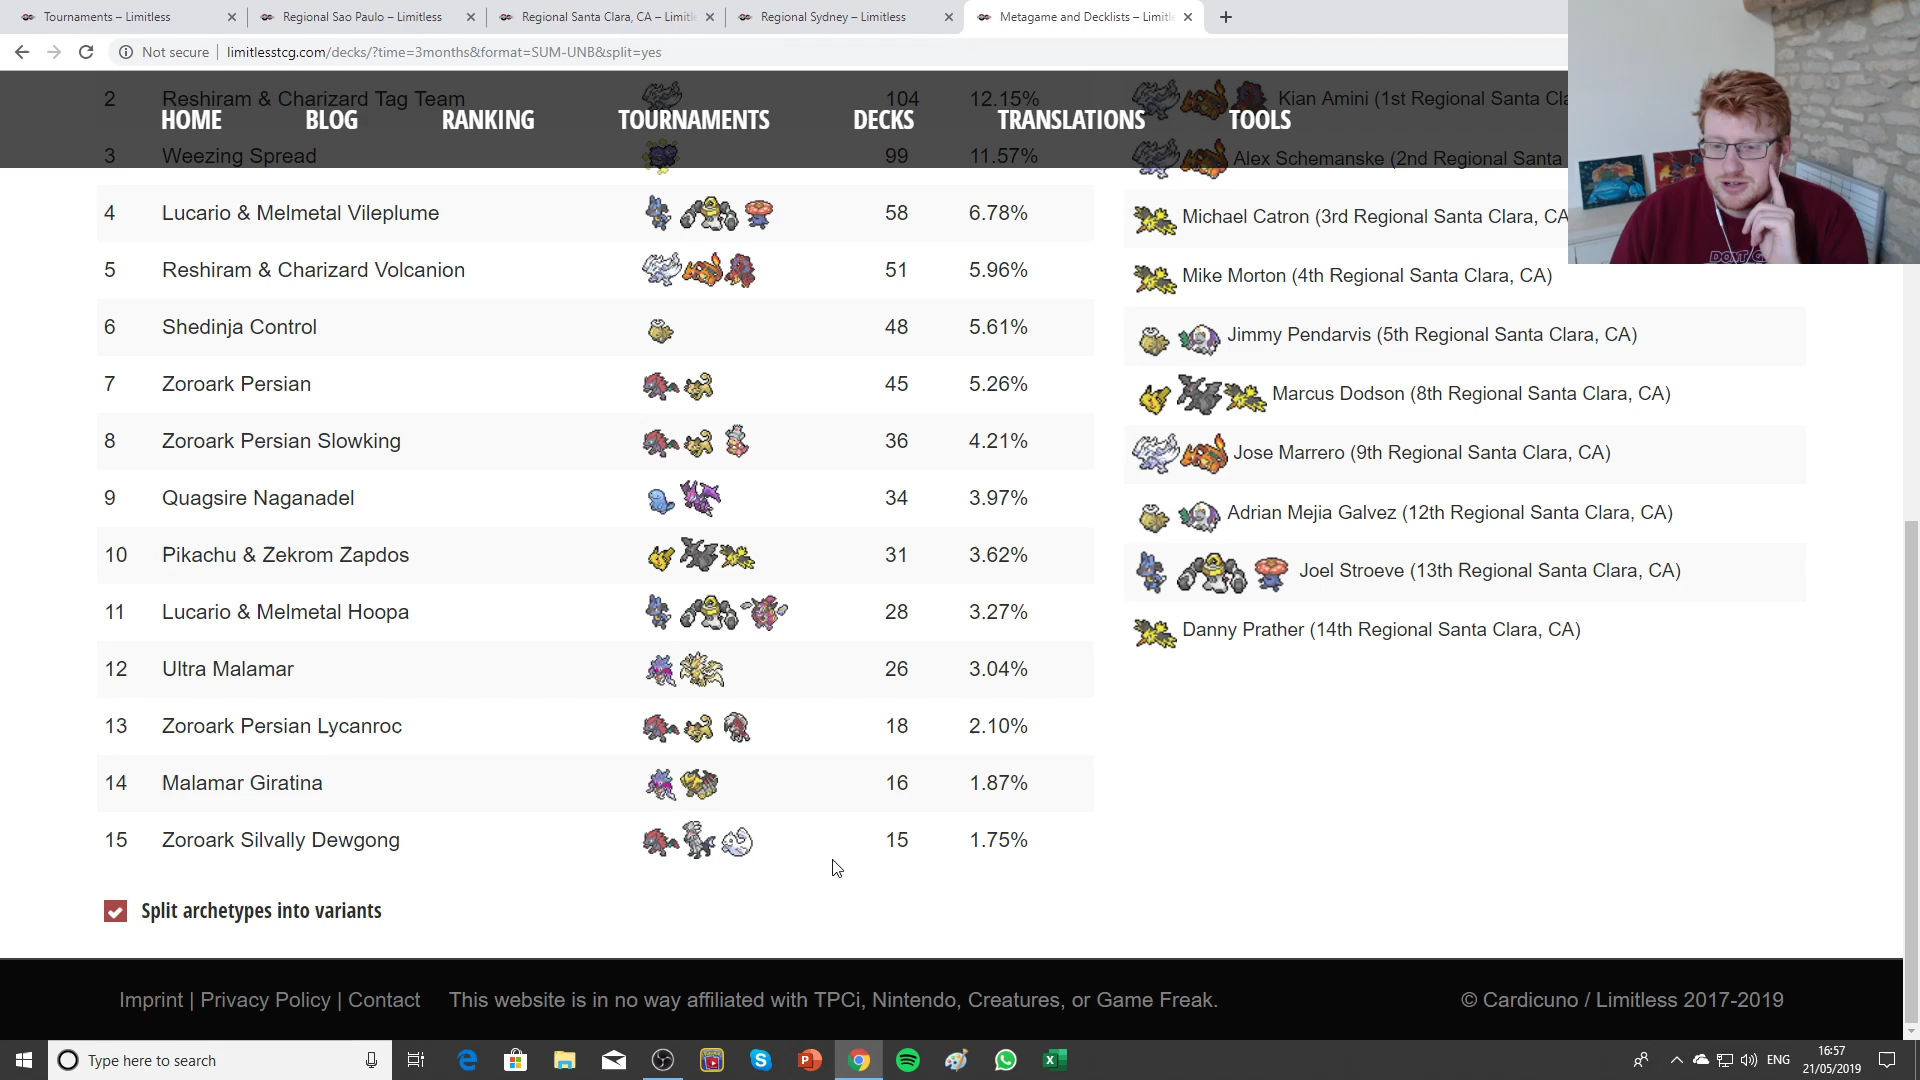 Tournaments – Limitless
Regional Sao Paulo – Limitless
Regional Santa Clara, CA – Limitl
Regional Sydney – Limitless
Metagame and Decklists – Limitl
Not secure | limitlesstcg.com/decks/?time=3months&format=SUM-UNB&split=yes
2 Reshiram & Charizard Tag Team 104 12.15% Kian Amini (1st Regional Santa Cla
HOME BLOG RANKING TOURNAMENTS DECKS TRANSLATIONS TOOLS
3 Weezing Spread 99 11.57% Alex Schemanske (2nd Regional Santa
4 Lucario & Melmetal Vileplume 58 6.78%
5 Reshiram & Charizard Volcanion 51 5.96%
6 Shedinja Control 48 5.61%
7 Zoroark Persian 45 5.26%
8 Zoroark Persian Slowking 36 4.21%
9 Quagsire Naganadel 34 3.97%
10 Pikachu & Zekrom Zapdos 31 3.62%
11 Lucario & Melmetal Hoopa 28 3.27%
12 Ultra Malamar 26 3.04%
13 Zoroark Persian Lycanroc 18 2.10%
14 Malamar Giratina 16 1.87%
15 Zoroark Silvally Dewgong 15 1.75%
Michael Catron (3rd Regional Santa Clara, CA
Mike Morton (4th Regional Santa Clara, CA)
Jimmy Pendarvis (5th Regional Santa Clara, CA)
Marcus Dodson (8th Regional Santa Clara, CA)
Jose Marrero (9th Regional Santa Clara, CA)
Adrian Mejia Galvez (12th Regional Santa Clara, CA)
Joel Stroeve (13th Regional Santa Clara, CA)
Danny Prather (14th Regional Santa Clara, CA)
Split archetypes into variants
Imprint | Privacy Policy | Contact This website is in no way affiliated with TPCi, Nintendo, Creatures, or Game Freak. © Cardicuno / Limitless 2017-2019
Type here to search
ENG
16:57
21/05/2019